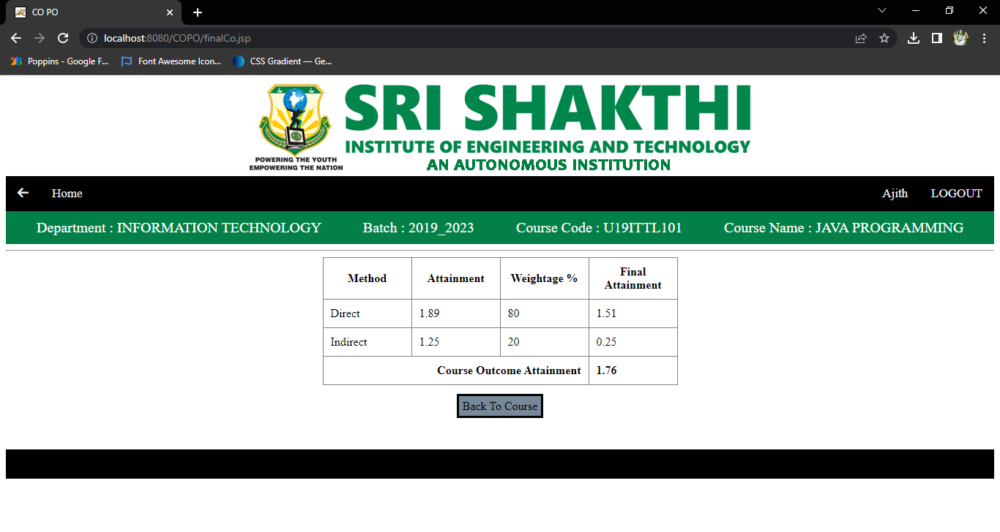 CO PO
localhost:8080/COPO/finalCo.jsp
Poppins - Google F... Font Awesome Icon... CSS Gradient — Ge...
SRI SHAKTHI
INSTITUTE OF ENGINEERING AND TECHNOLOGY
AN AUTONOMOUS INSTITUTION
POWERING THE YOUTH
EMPOWERING THE NATION
Home Ajith LOGOUT
Department : INFORMATION TECHNOLOGY Batch : 2019_2023 Course Code : U19ITTL101 Course Name : JAVA PROGRAMMING
Method Attainment Weightage % Final Attainment
Direct 1.89 80 1.51
Indirect 1.25 20 0.25
Course Outcome Attainment 1.76
Back To Course